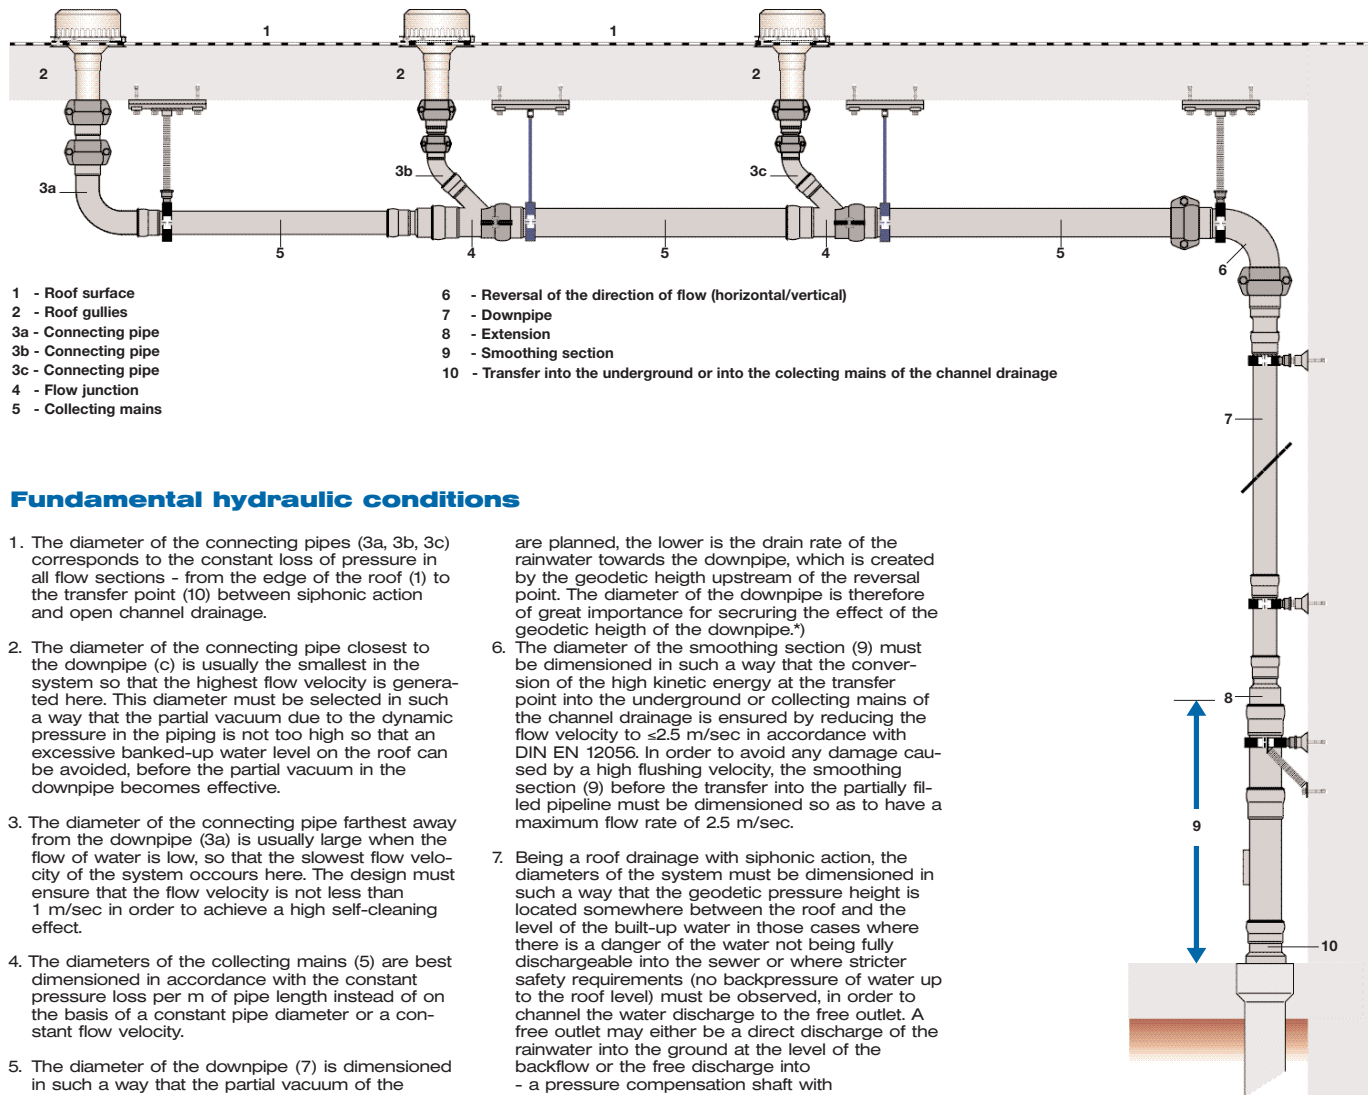 1
1
2
2
2
3a
3b
3c
5
4
5
4
5
6
1 - Roof surface
2 - Roof gullies
3a - Connecting pipe
3b - Connecting pipe
3c - Connecting pipe
4 - Flow junction
5 - Collecting mains
6 - Reversal of the direction of flow (horizontal/vertical)
7 - Downpipe
8 - Extension
9 - Smoothing section
10 - Transfer into the underground or into the colecting mains of the channel drainage
7
8
9
10
Fundamental hydraulic conditions
1. The diameter of the connecting pipes (3a, 3b, 3c)
corresponds to the constant loss of pressure in
all flow sections - from the edge of the roof (1) to
the transfer point (10) between siphonic action
and open channel drainage.
2. The diameter of the connecting pipe closest to
the downpipe (c) is usually the smallest in the
system so that the highest flow velocity is genera-
ted here. This diameter must be selected in such
a way that the partial vacuum due to the dynamic
pressure in the piping is not too high so that an
excessive banked-up water level on the roof can
be avoided, before the partial vacuum in the
downpipe becomes effective.
3. The diameter of the connecting pipe farthest away
from the downpipe (3a) is usually large when the
flow of water is low, so that the slowest flow velo-
city of the system occours here. The design must
ensure that the flow velocity is not less than
1 m/sec in order to achieve a high self-cleaning
effect.
4. The diameters of the collecting mains (5) are best
dimensioned in accordance with the constant
pressure loss per m of pipe length instead of on
the basis of a constant pipe diameter or a con-
stant flow velocity.
5. The diameter of the downpipe (7) is dimensioned
in such a way that the partial vacuum of the
are planned, the lower is the drain rate of the
rainwater towards the downpipe, which is created
by the geodetic heigth upstream of the reversal
point. The diameter of the downpipe is therefore
of great importance for securing the effect of the
geodetic heigth of the downpipe.*)
6. The diameter of the smoothing section (9) must
be dimensioned in such a way that the conver-
sion of the high kinetic energy at the transfer
point into the underground or collecting mains of
the channel drainage is ensured by reducing the
flow velocity to ≤2.5 m/sec in accordance with
DIN EN 12056. In order to avoid any damage cau-
sed by a high flushing velocity, the smoothing
section (9) before the transfer into the partially fil-
led pipeline must be dimensioned so as to have a
maximum flow rate of 2.5 m/sec.
7. Being a roof drainage with siphonic action, the
diameters of the system must be dimensioned in
such a way that the geodetic pressure height is
located somewhere between the roof and the
level of the built-up water in those cases where
there is a danger of the water not being fully
dischargeable into the sewer or where stricter
safety requirements (no backpressure of water up
to the roof level) must be observed, in order to
channel the water discharge to the free outlet. A
free outlet may either be a direct discharge of the
rainwater into the ground at the level of the
backflow or the free discharge into
- a pressure compensation shaft with